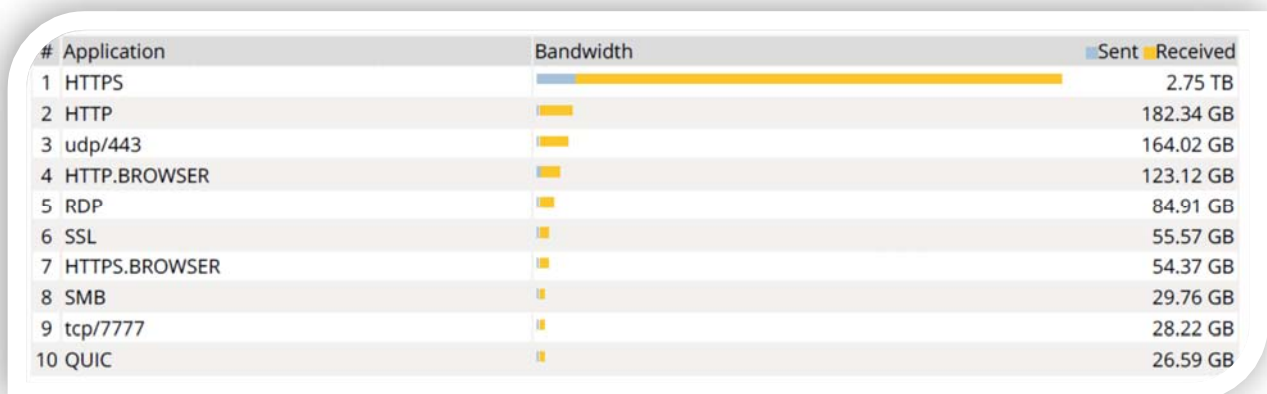 # Application Bandwidth Sent Received
1 HTTPS 2.75 TB
2 HTTP 182.34 GB
3 udp/443 164.02 GB
4 HTTP.BROWSER 123.12 GB
5 RDP 84.91 GB
6 SSL 55.57 GB
7 HTTPS.BROWSER 54.37 GB
8 SMB 29.76 GB
9 tcp/7777 28.22 GB
10 QUIC 26.59 GB